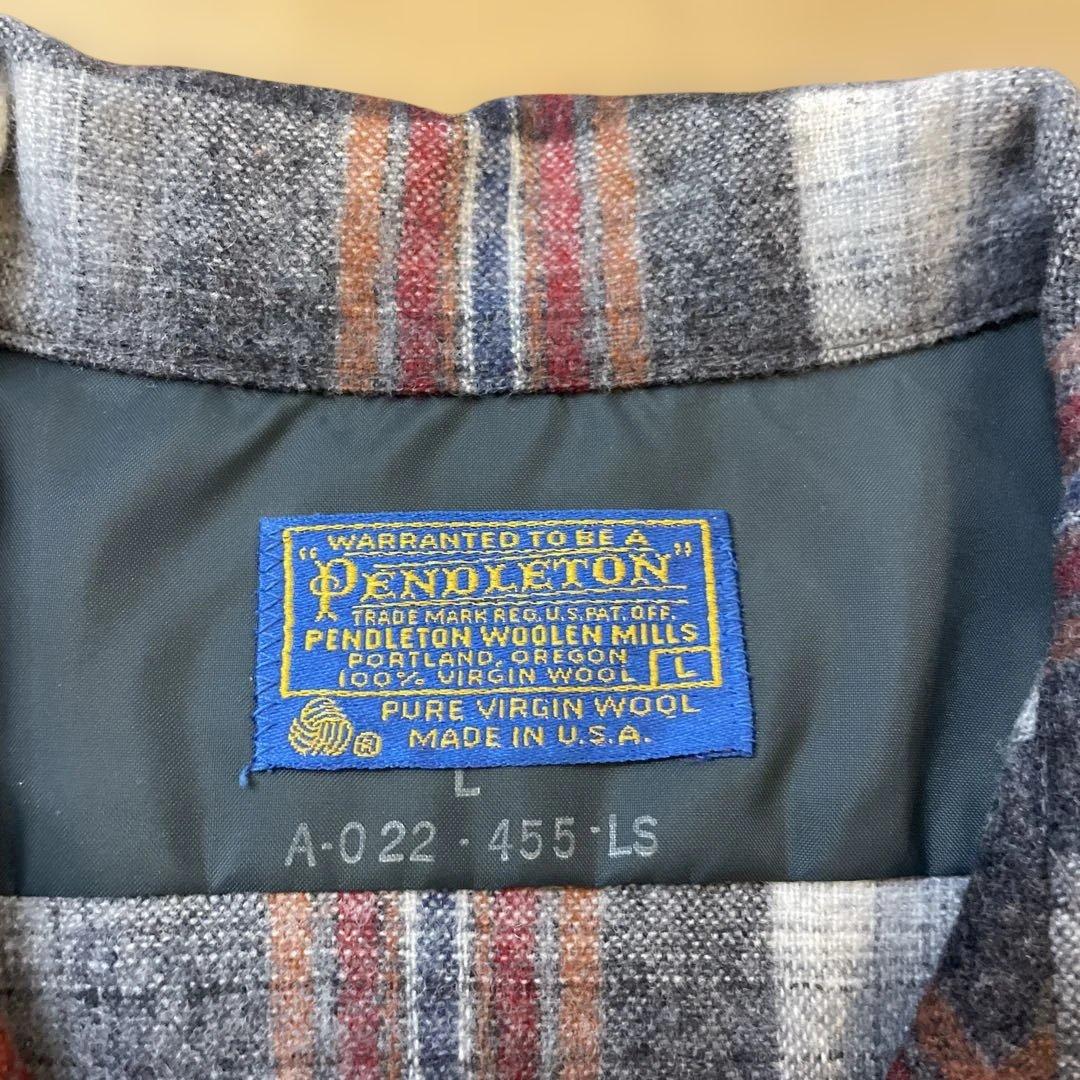 WARRANTED TO BE A
"PENDLETON"
TRADE MARK REG. U.S. PAT. OFF.
PENDLETON WOOLEN MILLS
PORTLAND, OREGON
100% VIRGIN WOOL L
PURE VIRGIN WOOL
R MADE IN U.S.A.
L
A-022-455-LS